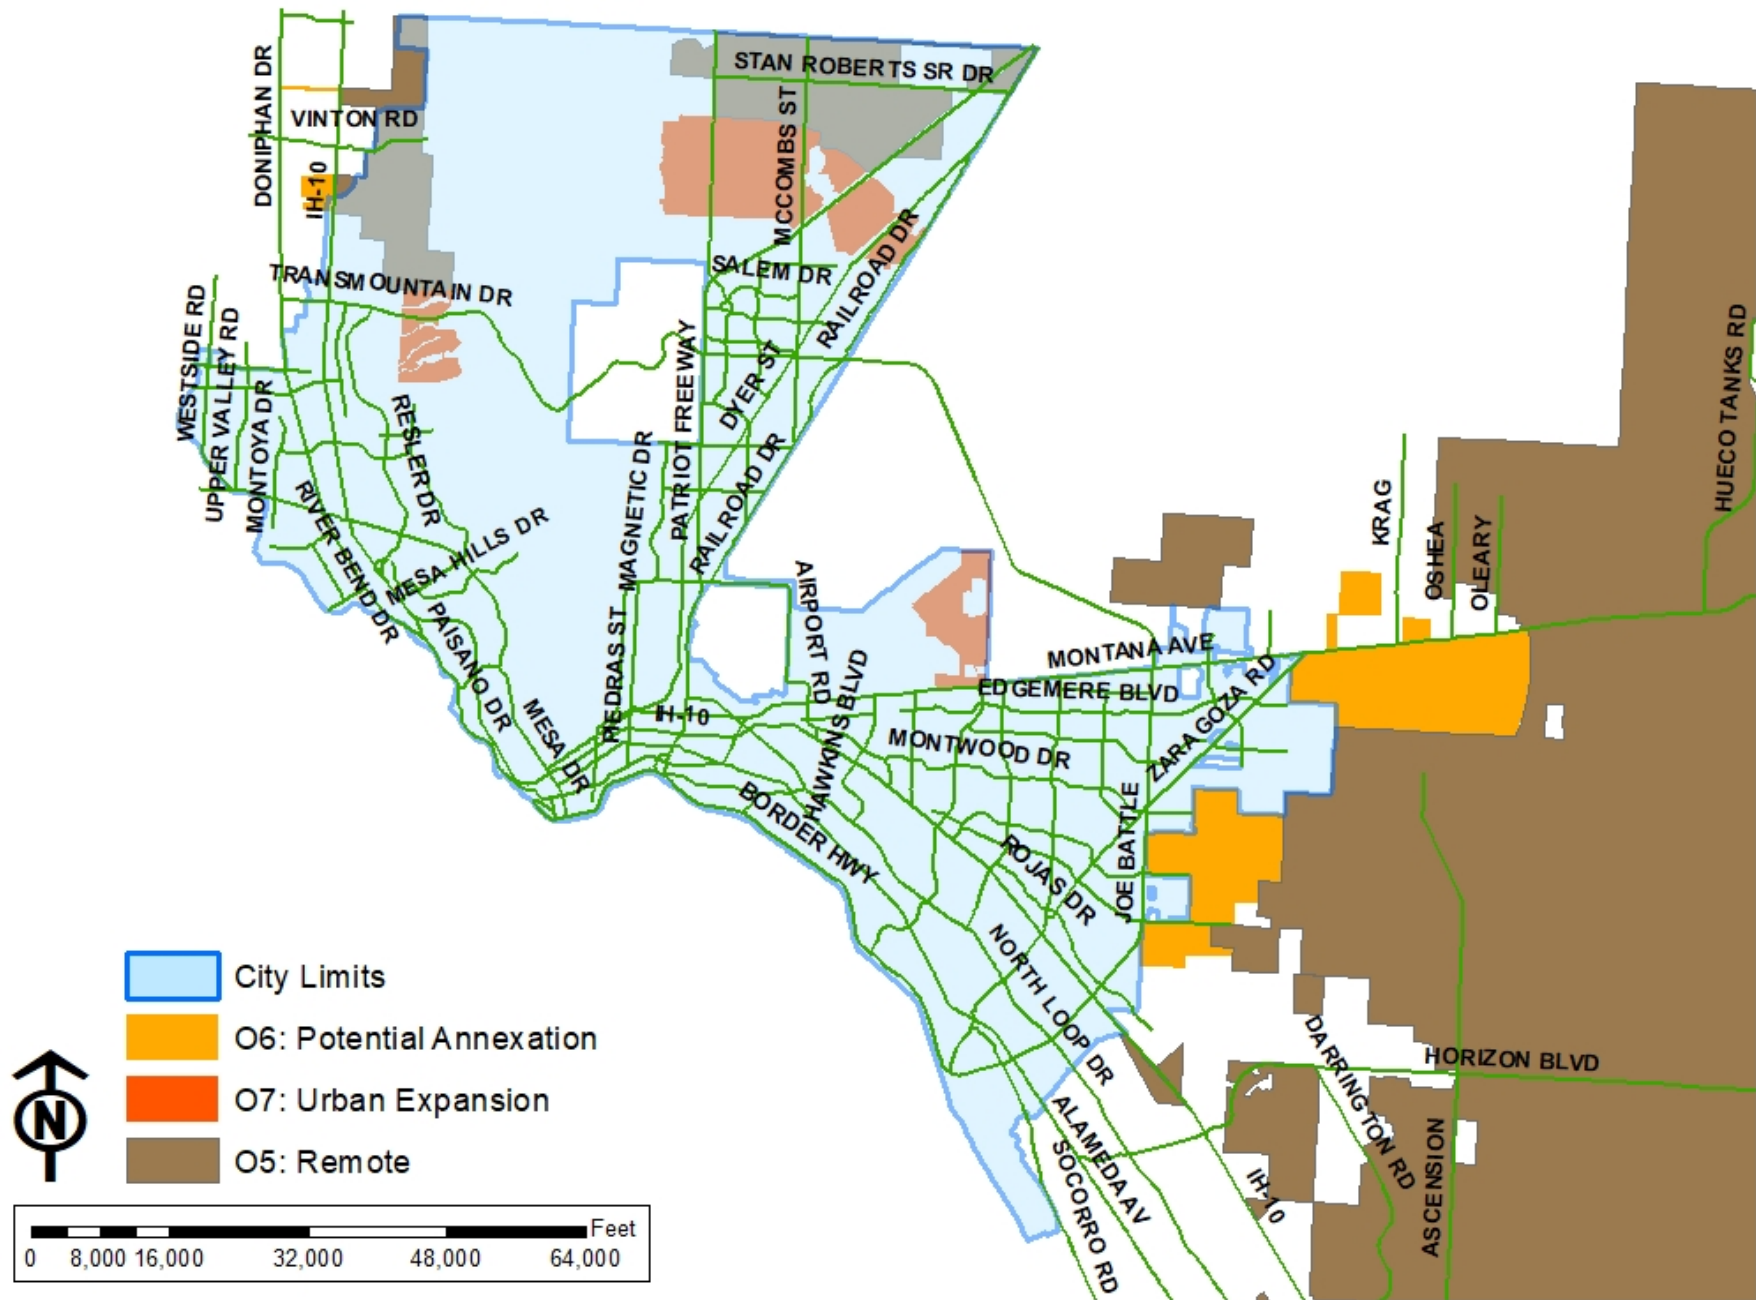 STAN ROBERTS SR DR
DONIPHAN DR
VINTON RD
MCCOMBS ST
IH-10
RAILROAD DR
SALEM DR
TRANSMOUNTAIN DR
WESTSIDE RD
UPPER VALLEY RD
MONTOYA DR
RESLER DR
PATRIOT FREEWAY
DYER ST
RAILROAD DR
MAGNETIC DR
HUECO TANKS RD
KRAG
OSHEA
OLEARY
RIVER BEND DR
MESA HILLS DR
PAISANO DR
MESA DR
PIEDRAS ST
AIRPORT RD
HAWKINS BLVD
IH-10
MONTANA AVE
EDGEMERE BLVD
ZARAGOZA RD
MONTWOOD DR
BORDER HWY
JOE BATTLE
ROJAS DR
NORTH LOOP DR
DARRINGTON RD
HORIZON BLVD
ALAMEDA AV
SOCORRO RD
IH-10
ASCENSION
City Limits
O6: Potential Annexation
O7: Urban Expansion
O5: Remote
N
Feet
0 8,000 16,000 32,000 48,000 64,000